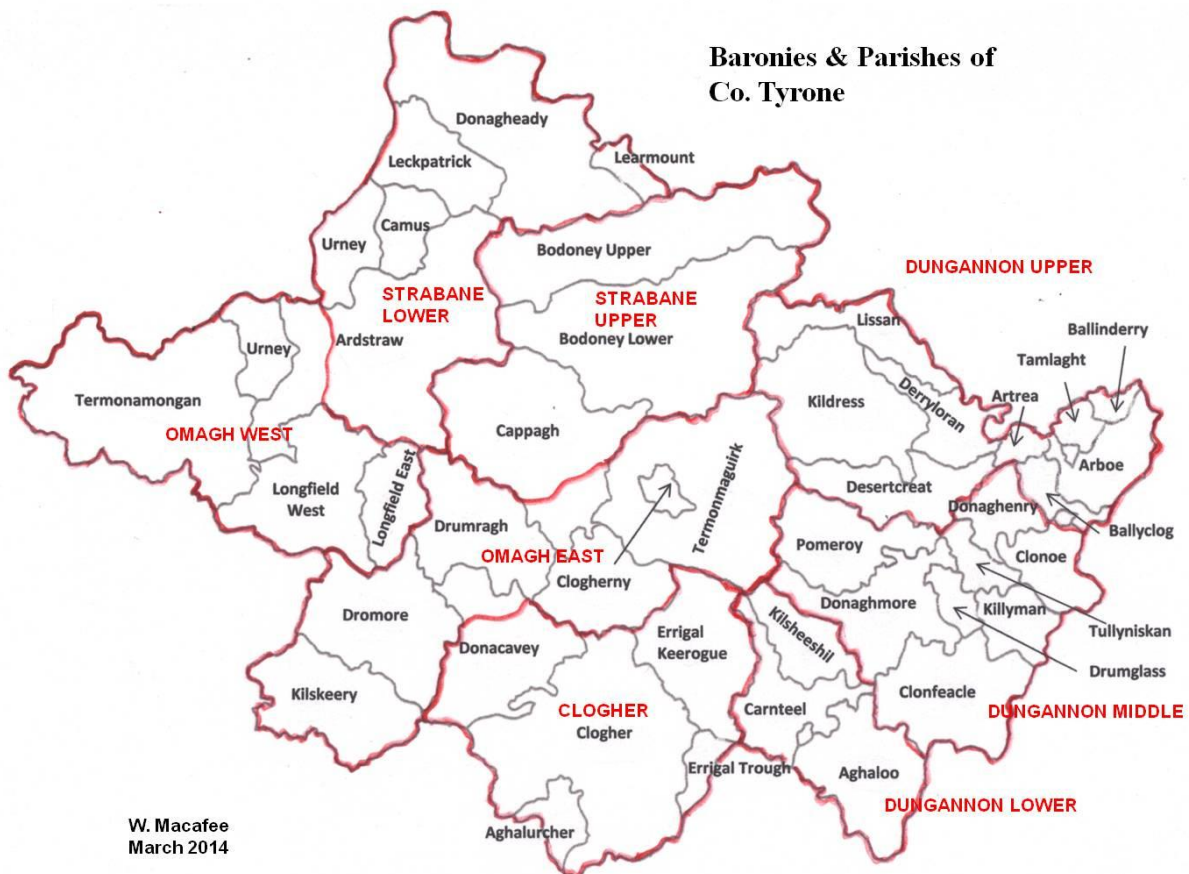 Baronies & Parishes of
Co. Tyrone
Donagheady
Learmount
Leckpatrick
Camus
Urney
Bodoney Upper
DUNGANNON UPPER
STRABANE
LOWER
STRABANE
UPPER
Lissan
Ballinderry
Urney
Ardstraw
Bodoney Lower
Tamlaght
Termonamongan
Kildress
Derryloran
Artrea
OMAGH WEST
Cappagh
Arboe
Longfield
West
Longfield East
Termonmaguirk
Desertcreat
Donaghenry
Drumragh
OMAGH EAST
Ballyclog
Clogherny
Pomeroy
Clonoe
Dromore
Donaghmore
Killyman
Tullyniskan
Donacavey
Errigal
Keerogue
Kilsheeshil
Drumglass
Kilskeery
Clonfeacle
CLOGHER
Clogher
Carnteel
DUNGANNON MIDDLE
Errigal Trough
Aghaloo
DUNGANNON LOWER
Aghalurcher
W. Macafee
March 2014